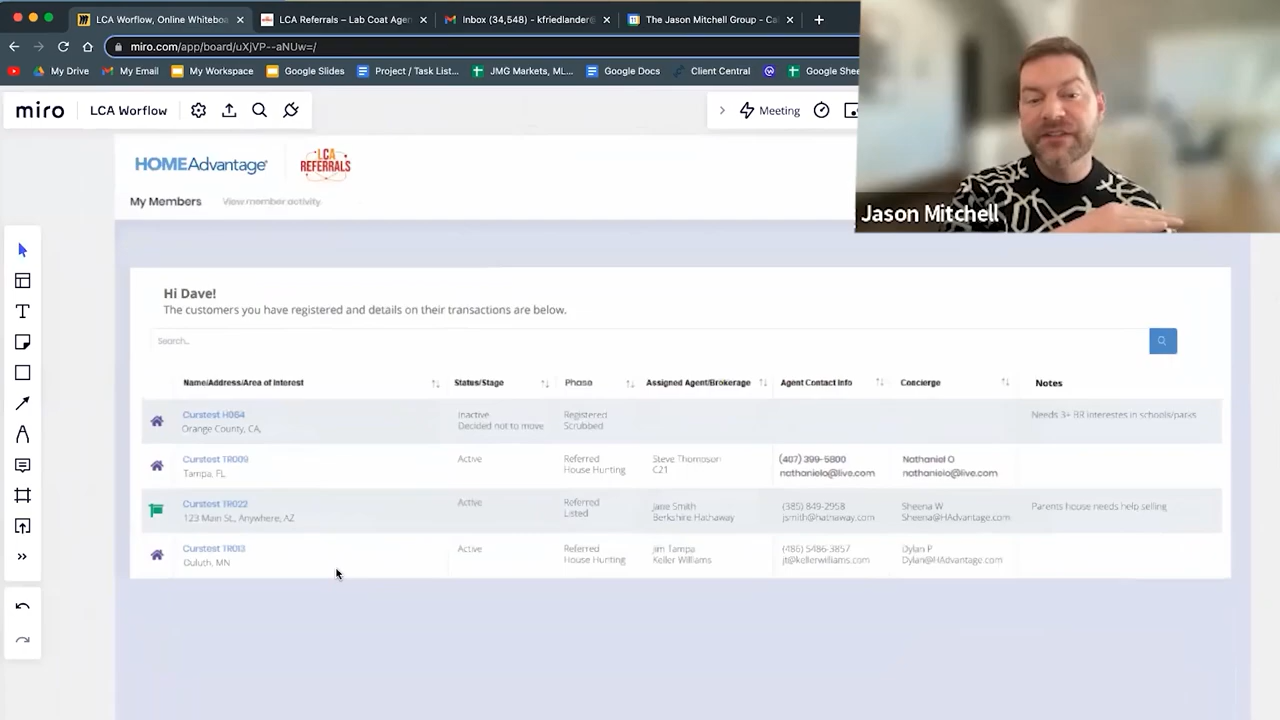 LCA Worflow, Online Whiteboa
LCA Referrals – Lab Coat Agen
Inbox (34,548) - kfriedlander@
The Jason Mitchell Group - Cal
miro.com/app/board/uXjVP--aNUw=/
My Drive
My Email
My Workspace
Google Slides
Project / Task List...
JMG Markets, ML...
Google Docs
Client Central
Google Shee
miro
LCA Worflow
Meeting
HOMEAdvantage
LCA
REFERRALS
My Members
View member activity.
Jason Mitchell
Hi Dave!
The customers you have registered and details on their transactions are below.
Search..
Name/Address/Area of Interest Status/Stage Phase Assigned Agent/Brokerage Agent Contact Info Concierge Notes
Curstest H064 Inactive Registered Needs 3+ BR interestes in schools/parks
Orange County, CA, Decided not to move Scrubbed
Curstest TR009 Active Referred Steve Thomoson (407) 399-5800 Nathaniel O
Tampa, FL House Hunting C21 nathanielo@live.com nathanielo@live.com
Curstest TR022 Active Referred Jane Smith (385) 849-2958 Sheena W Parents house needs help selling
123 Main St., Anywhere, AZ Listed Berkshire Hathaway jsmith@hathaway.com Sheena@HAdvantage.com
Curstest TR013 Active Referred Jim Tampa (486) 5486-3857 Dylan P
Duluth, MN House Hunting Keller Williams jt@kellerwilliams.com Dylan@HAdvantage.com